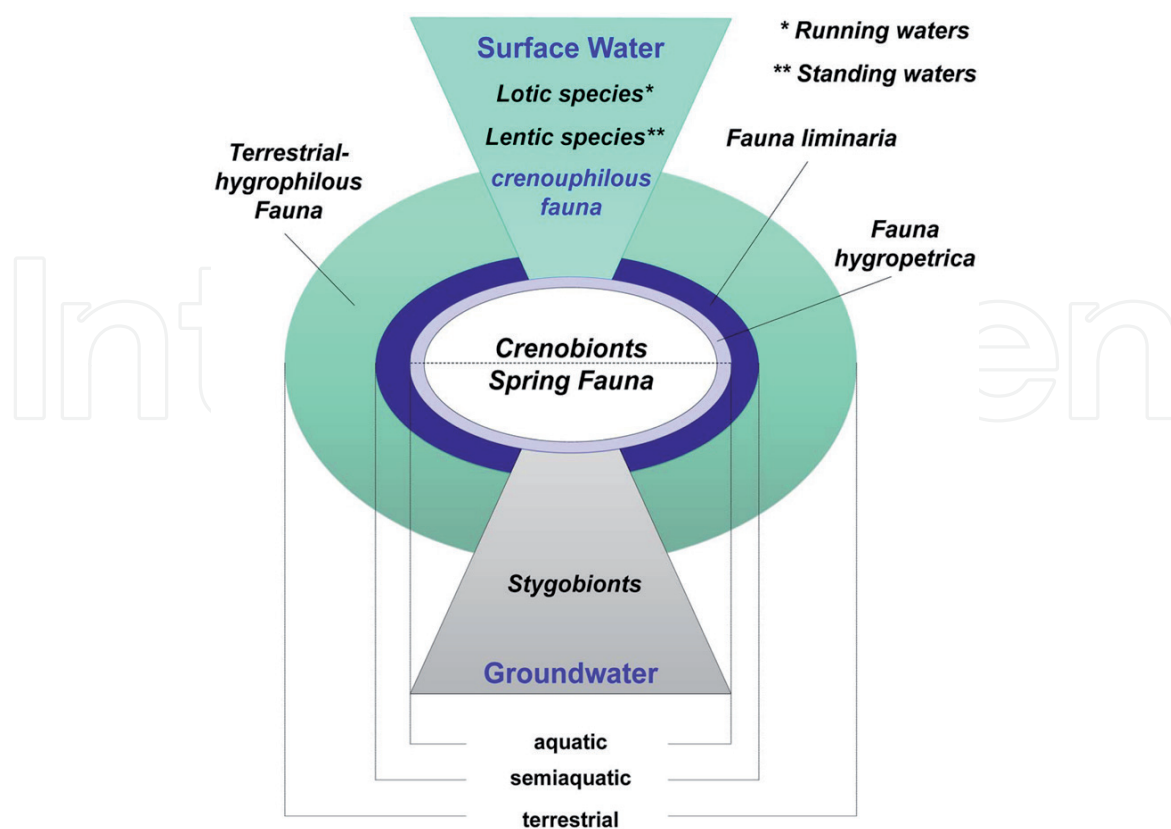 Surface Water
Lotic species*
Lentic species**
crenouphilous
fauna
* Running waters
** Standing waters
Terrestrial-
hygrophilous
Fauna
Fauna liminaria
Fauna
hygropetrica
Crenobionts
Spring Fauna
Stygobionts
Groundwater
aquatic
semiaquatic
terrestrial